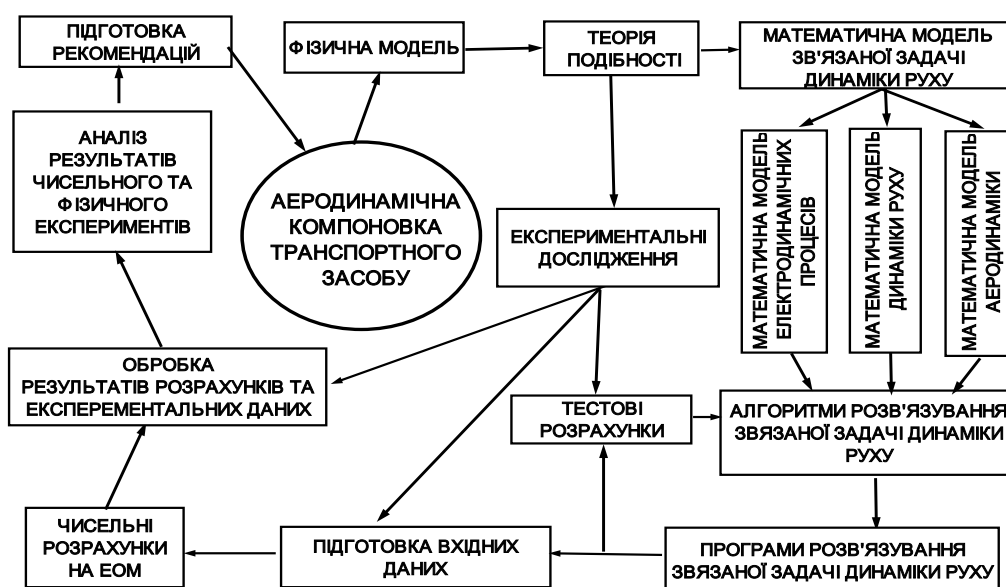 ПІДГОТОВКА
РЕКОМЕНДАЦІЙ
ФІЗИЧНА МОДЕЛЬ
ТЕОРІЯ
ПОДІБНОСТІ
МАТЕМАТИЧНА МОДЕЛЬ
ЗВ'ЯЗАНОЇ ЗАДАЧІ
ДИНАМІКИ РУХУ
АНАЛІЗ
РЕЗУЛЬТАТІВ
ЧИСЕЛЬНОГО ТА
ФІЗИЧНОГО
ЕКСПЕРИМЕНТІВ
АЕРОДИНАМІЧНА
КОМПОНОВКА
ТРАНСПОРТНОГО
ЗАСОБУ
ЕКСПЕРИМЕНТАЛЬНІ
ДОСЛІДЖЕННЯ
МАТЕМАТИЧНА МОДЕЛЬ
ЕЛЕКТРОДИНАМІЧНИХ
ПРОЦЕСІВ
МАТЕМАТИЧНА МОДЕЛЬ
ДИНАМІКИ РУХУ
МАТЕМАТИЧНА МОДЕЛЬ
АЕРОДИНАМІКИ
ОБРОБКА
РЕЗУЛЬТАТІВ РОЗРАХУНКІВ ТА
ЕКСПЕРЕМЕНТАЛЬНИХ ДАНИХ
ТЕСТОВІ
РОЗРАХУНКИ
АЛГОРИТМИ РОЗВ'ЯЗУВАННЯ
ЗВЯЗАНОЇ ЗАДАЧІ ДИНАМІКИ
РУХУ
ЧИСЕЛЬНІ
РОЗРАХУНКИ
НА ЕОМ
ПІДГОТОВКА ВХІДНИХ
ДАНИХ
ПРОГРАМИ РОЗВ'ЯЗУВАННЯ
ЗВЯЗАНОЇ ЗАДАЧІ ДИНАМІКИ РУХУ